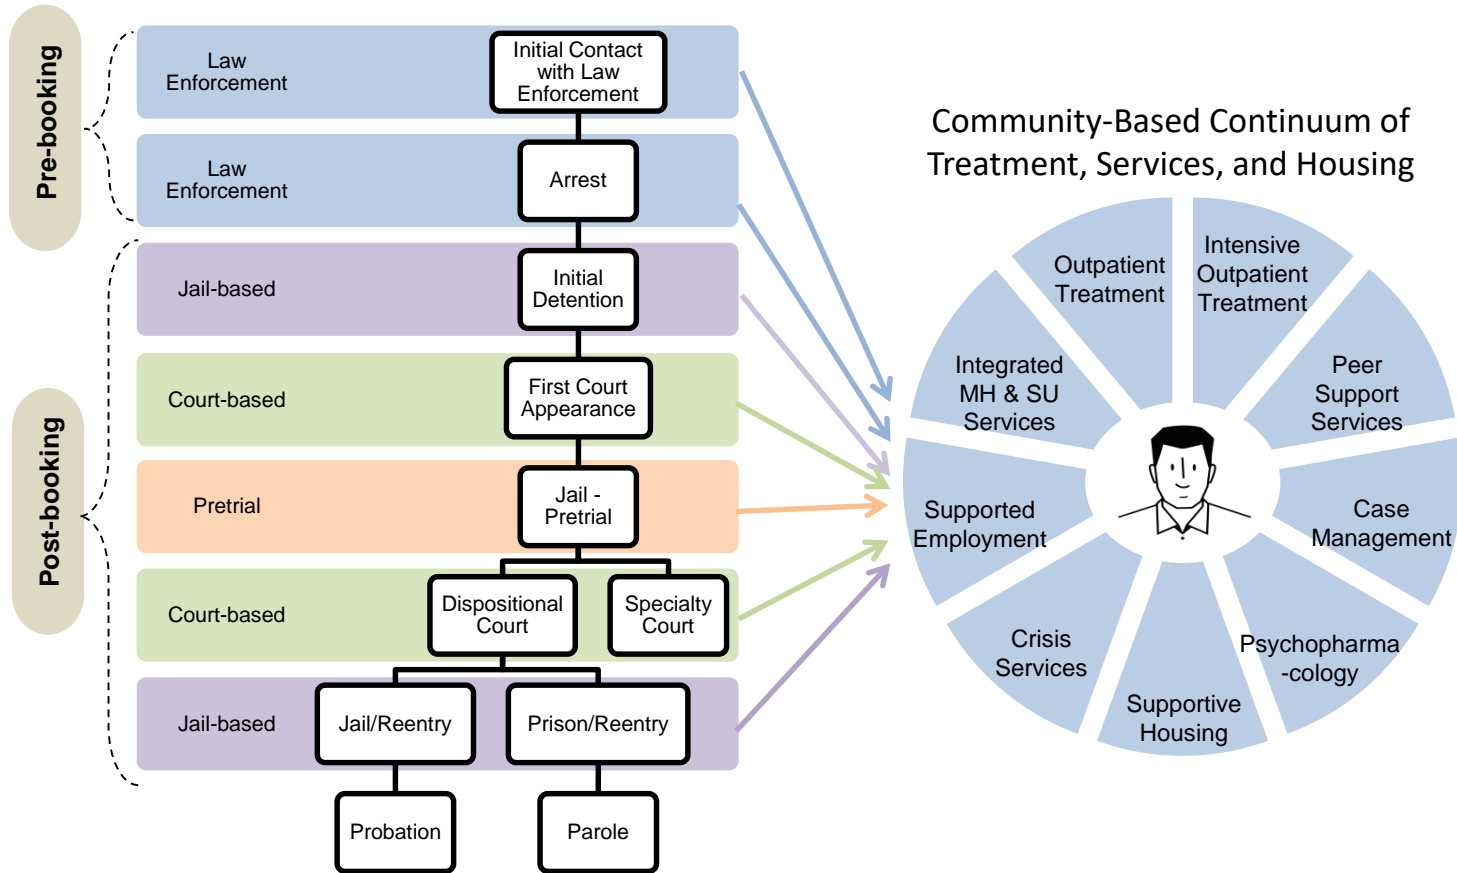 Pre-booking
Law
Enforcement
Initial Contact
with Law
Enforcement
Law
Enforcement
Arrest
Post-booking
Jail-based
Initial
Detention
Court-based
First Court
Appearance
Pretrial
Jail -
Pretrial
Court-based
Dispositional
Court
Specialty
Court
Jail-based
Jail/Reentry
Prison/Reentry
Probation
Parole
Community-Based Continuum of
Treatment, Services, and Housing
Outpatient
Treatment
Intensive
Outpatient
Treatment
Integrated
MH & SU
Services
Peer
Support
Services
Supported
Employment
Case
Management
Crisis
Services
Psychopharma
-cology
Supportive
Housing